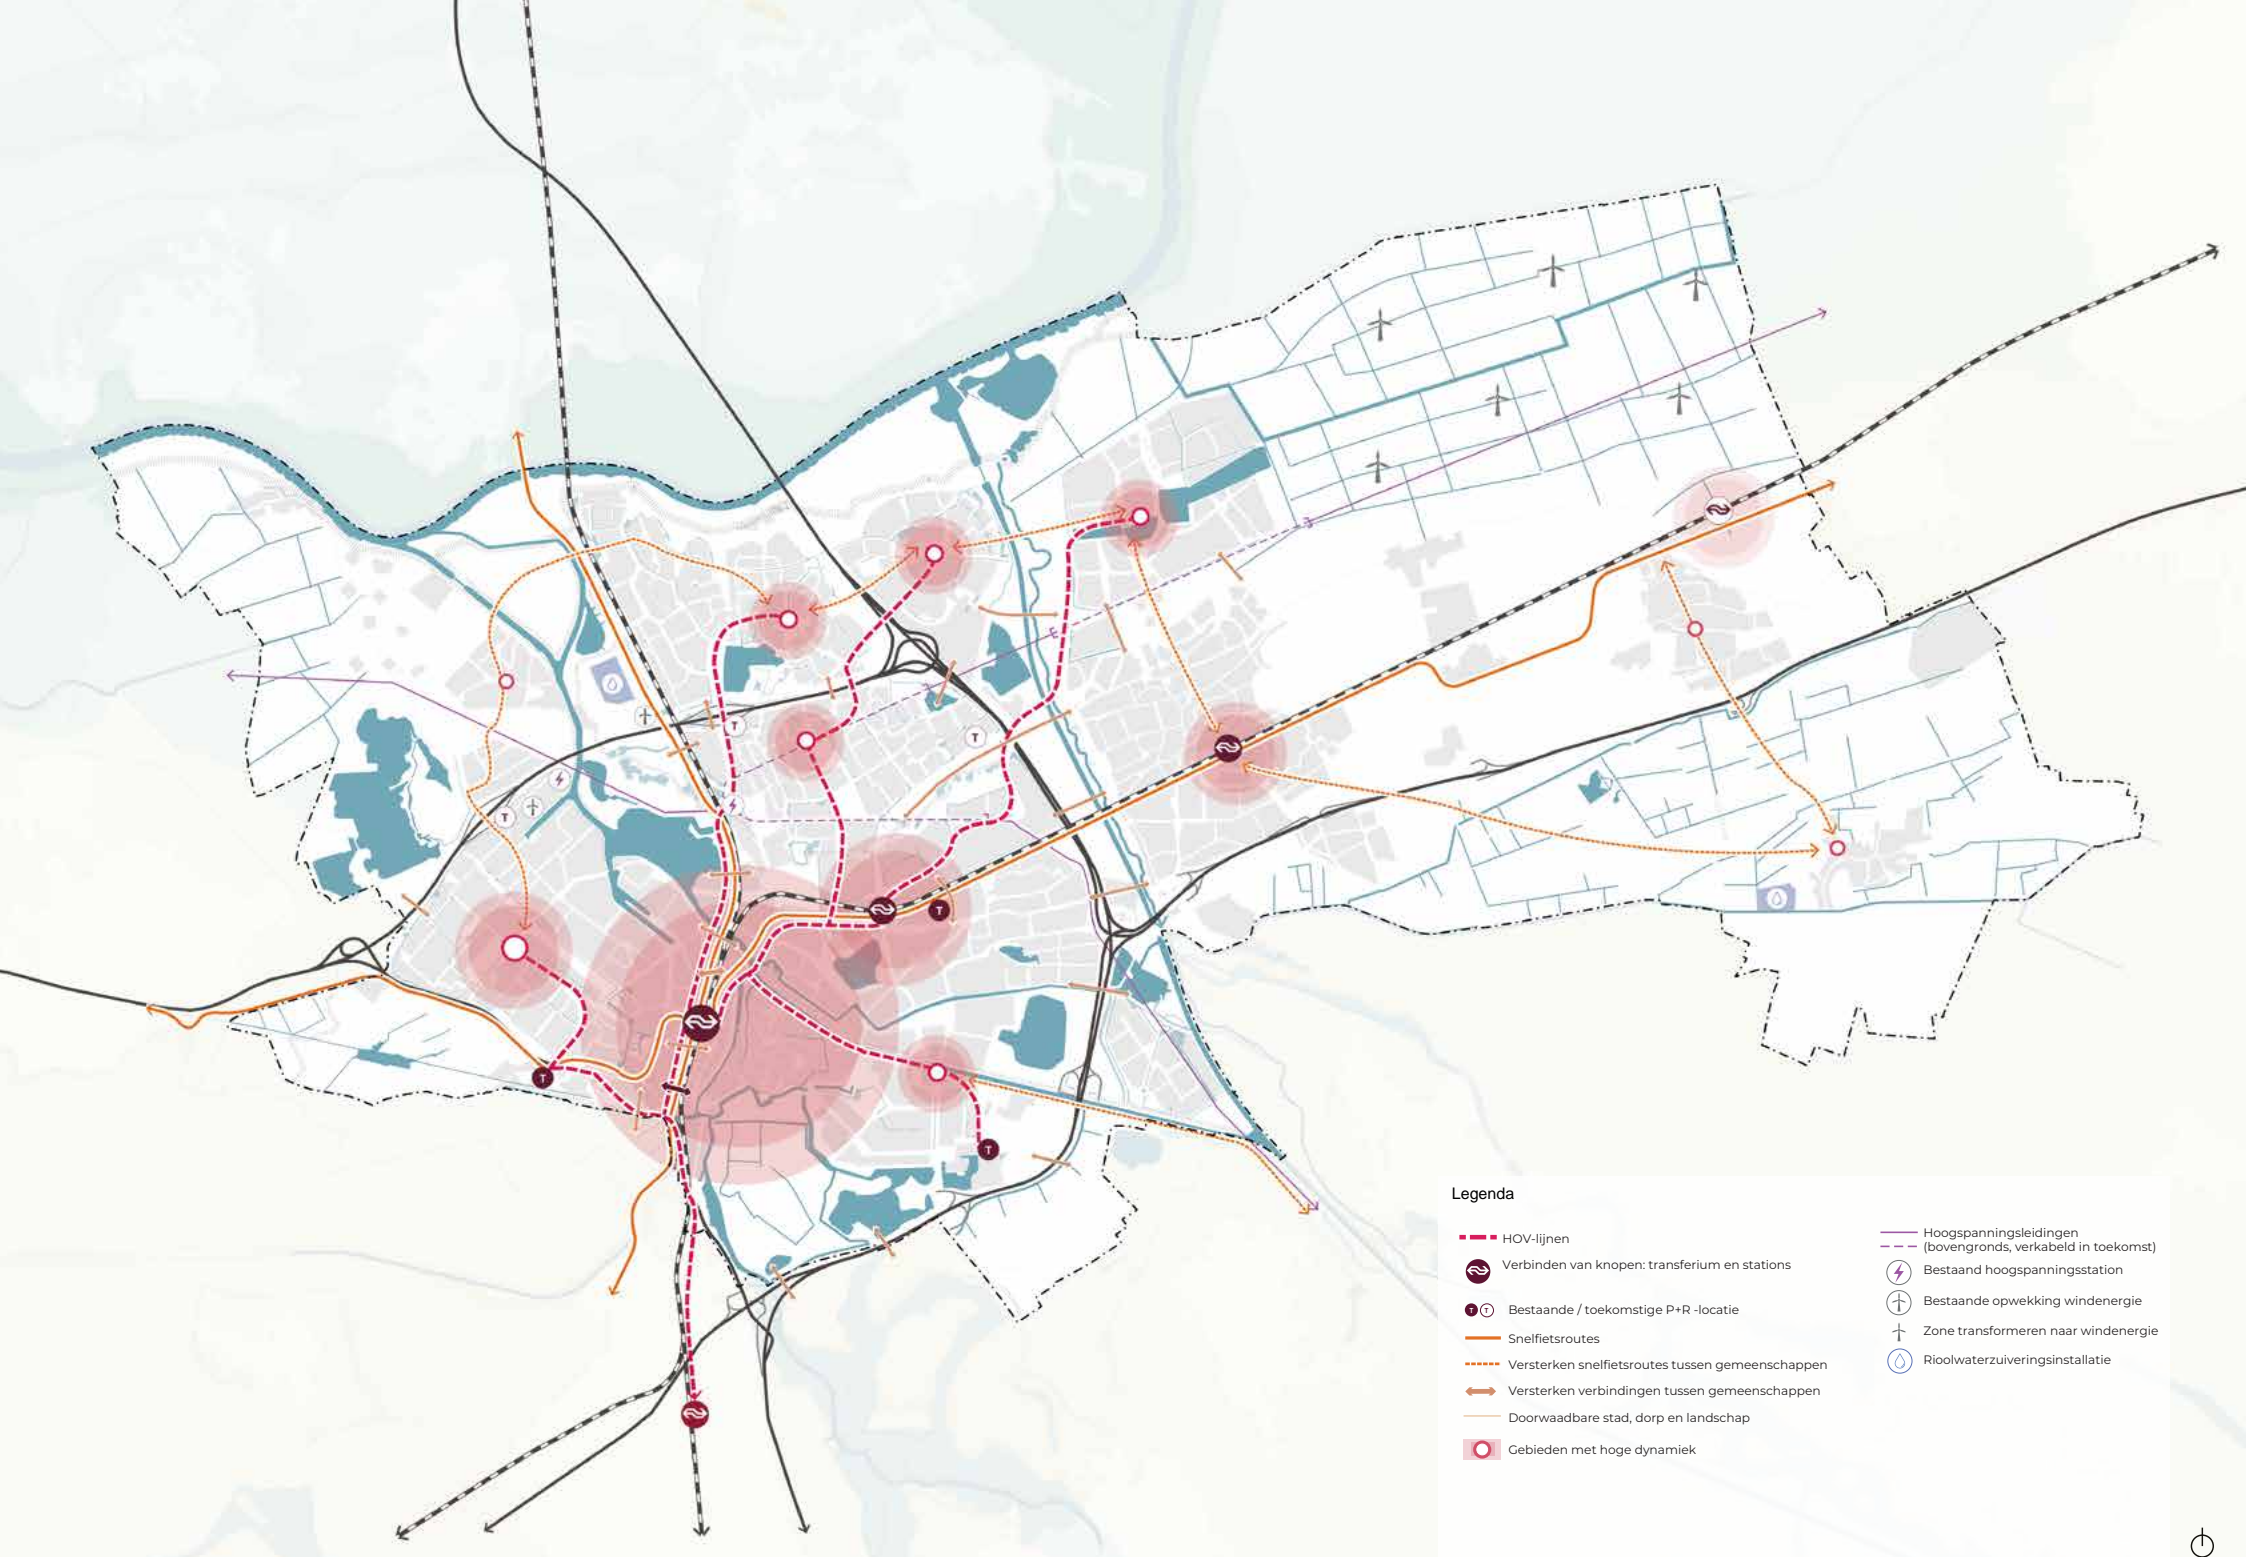 T
T
T
T
T
T
Legenda
HOV-lijnen
Verbinden van knopen: transferium en stations
T T Bestaande / toekomstige P+R -locatie
Snelfietsroutes
Versterken snelfietsroutes tussen gemeenschappen
Versterken verbindingen tussen gemeenschappen
Doorwaadbare stad, dorp en landschap
Gebieden met hoge dynamiek
Hoogspanningsleidingen
(bovengronds, verkabeld in toekomst)
Bestaand hoogspanningsstation
Bestaande opwekking windenergie
Zone transformeren naar windenergie
Rioolwaterzuiveringsinstallatie